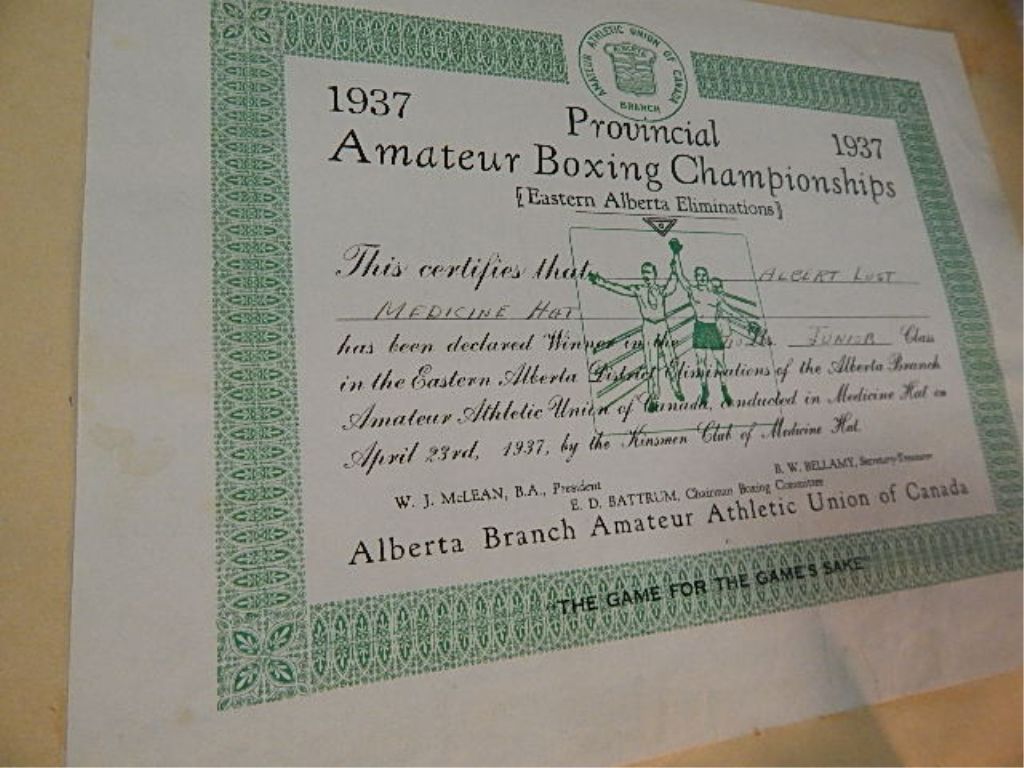 AMATEUR ATHLETIC UNION OF CANADA
ALBERTA
BRANCH
1937 Provincial 1937
Amateur Boxing Championships
[Eastern Alberta Eliminations]
This certifies that ALBERT LUST
MEDICINE HAT
has been declared Winner in the lbs. JUNIOR Class
in the Eastern Alberta District Eliminations of the Alberta Branch
Amateur Athletic Union of Canada, conducted in Medicine Hat on
April 23rd, 1937, by the Kinsmen Club of Medicine Hat.
W. J. McLEAN, B.A., President
B. W. BELLAMY, Secretary-Treasurer
E. D. BATTRUM, Chairman Boxing Committee
Alberta Branch Amateur Athletic Union of Canada
"THE GAME FOR THE GAME'S SAKE"